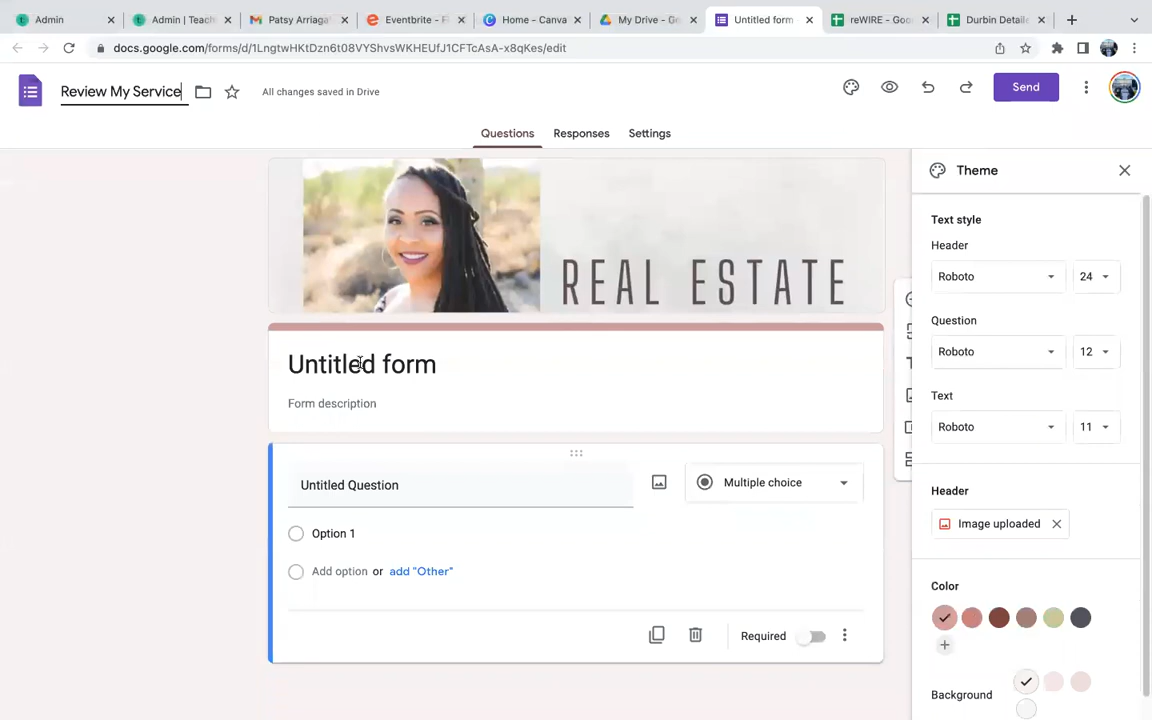 Admin
Admin | Teach
Patsy Arriaga
Eventbrite - F
Home - Canva
My Drive - Go
Untitled form
reWIRE - Goo
Durbin Detaile
docs.google.com/forms/d/1LngtwHKtDzn6t08VYShvsWKHEUfJ1CFTcAsA-x8qKes/edit
Review My Service
All changes saved in Drive
Send
Questions
Responses
Settings
REAL ESTATE
Untitled form
Form description
Untitled Question
Multiple choice
Option 1
Add option or add "Other"
Required
Theme
Text style
Header
Roboto
24
Question
Roboto
12
Text
Roboto
11
Header
Image uploaded
Color
Background